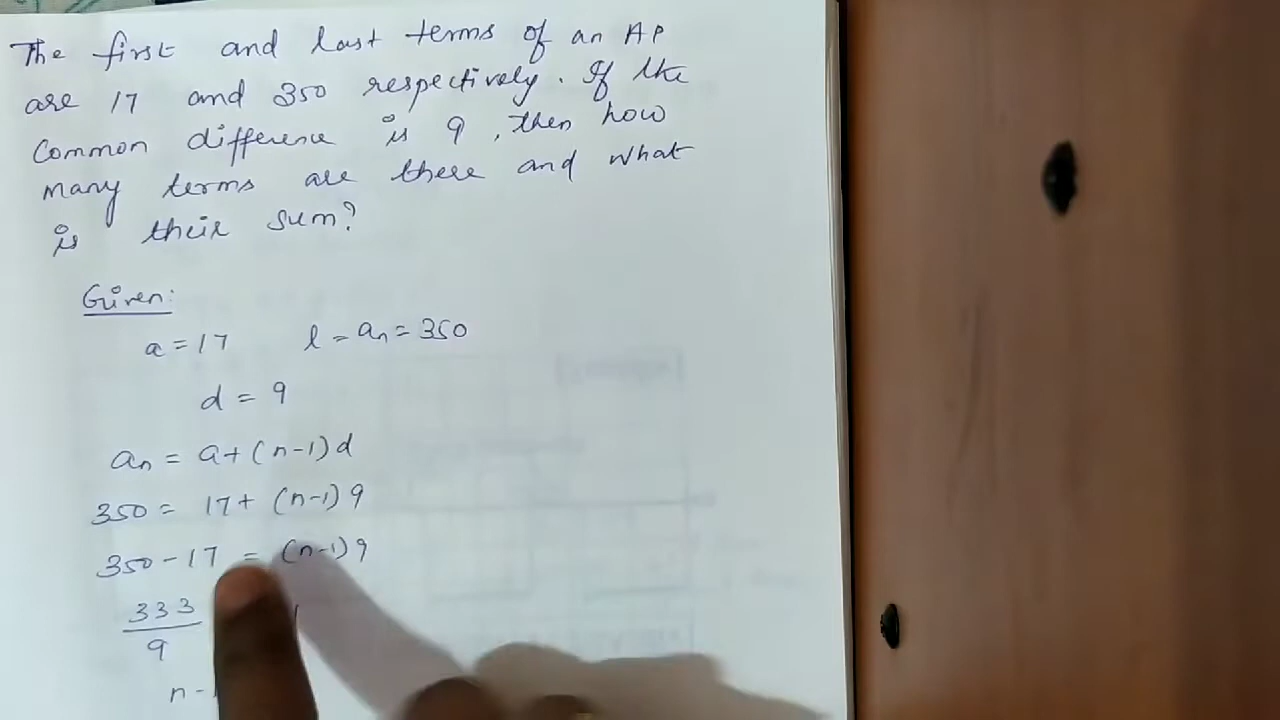 The first and last terms of an AP
are 17 and 350 respectively. If the
common difference is 9, then how
many terms are there and what
is their sum?
Given:
a = 17 l = an = 350
d = 9
an = a + (n-1) d
350 = 17 + (n-1) 9
350 - 17 = (n-1) 9
333
9
n -